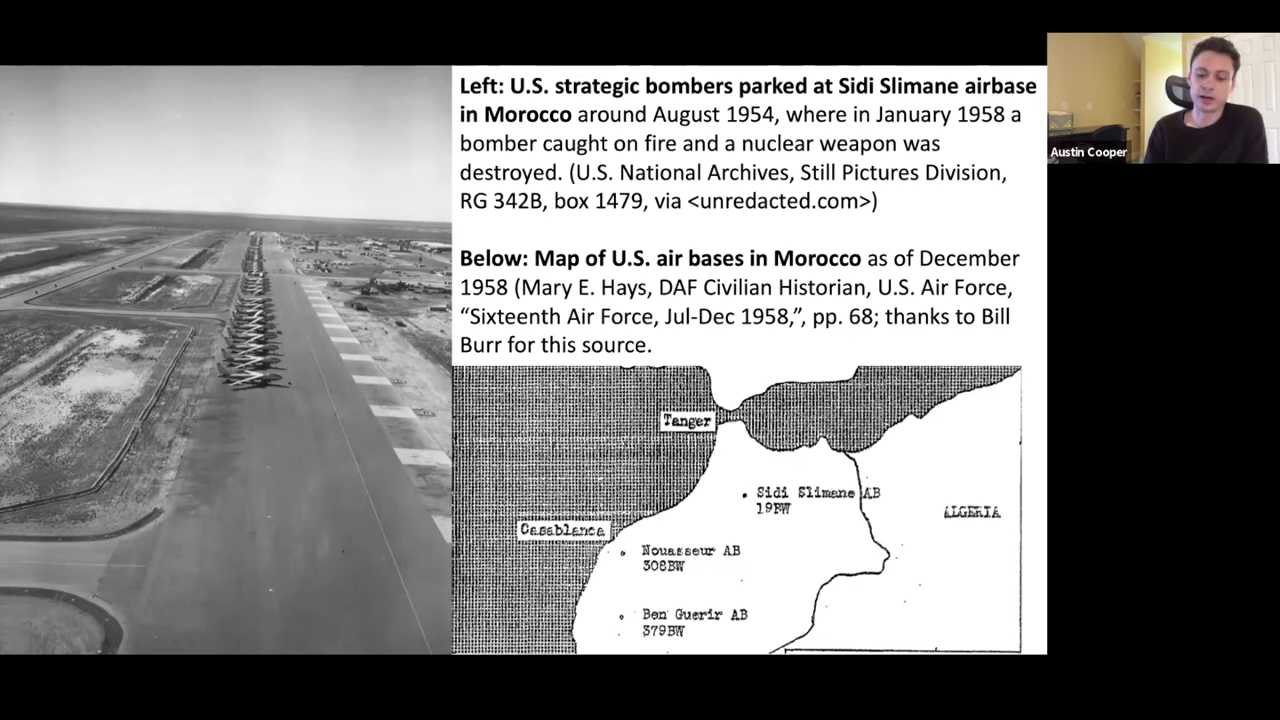 Left: U.S. strategic bombers parked at Sidi Slimane airbase
in Morocco around August 1954, where in January 1958 a
bomber caught on fire and a nuclear weapon was
destroyed. (U.S. National Archives, Still Pictures Division,
RG 342B, box 1479, via <unredacted.com>)
Below: Map of U.S. air bases in Morocco as of December
1958 (Mary E. Hays, DAF Civilian Historian, U.S. Air Force,
“Sixteenth Air Force, Jul-Dec 1958,”, pp. 68; thanks to Bill
Burr for this source.
Tanger
Sidi Slimane AB
19BW
ALGERIA
Casablanca
Nouasseur AB
308BW
Ben Guerir AB
379BW
Austin Cooper